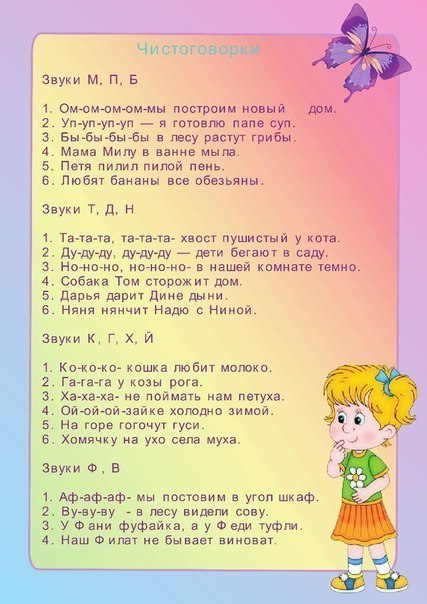 Чистоговорки
Звуки М, П, Б
1. Ом-ом-ом-ом-мы построим новый дом.
2. Уп-уп-уп-уп — я готовлю папе суп.
3. Бы-бы-бы-бы в лесу растут грибы.
4. Мама Милу в ванне мыла.
5. Петя пилил пилой пень.
6. Любят бананы все обезьяны.
Звуки Т, Д, Н
1. Та-та-та, та-та-та- хвост пушистый у кота.
2. Ду-ду-ду, ду-ду-ду — дети бегают в саду.
3. Но-но-но, но-но-но- в нашей комнате темно.
4. Собака Том сторожит дом.
5. Дарья дарит Дине дыни.
6. Няня нянчит Надю с Ниной.
Звуки К, Г, Х, Й
1. Ко-ко-ко- кошка любит молоко.
2. Га-га-га у козы рога.
3. Ха-ха-ха- не поймать нам петуха.
4. Ой-ой-ой-зайке холодно зимой.
5. На горе гогочут гуси.
6. Хомячку на ухо села муха.
Звуки Ф, В
1. Аф-аф-аф- мы постовим в угол шкаф.
2. Ву-ву-ву - в лесу видели сову.
3. У Фани фуфайка, а у Феди туфли.
4. Наш Филат не бывает виноват.